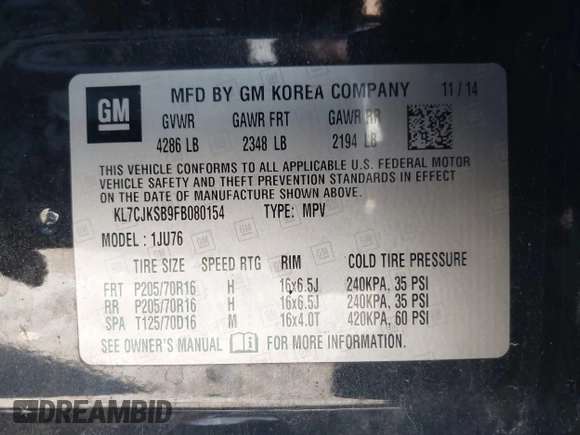 GM
MFD BY GM KOREA COMPANY 11/14
GVWR GAWR FRT GAWR RR
4286 LB 2348 LB 2194 LB
THIS VEHICLE CONFORMS TO ALL APPLICABLE U.S. FEDERAL MOTOR
VEHICLE SAFETY AND THEFT PREVENTION STANDARDS IN EFFECT
ON THE DATE OF MANUFACTURE SHOWN ABOVE.
KL7CJKSB9FB080154 TYPE: MPV
MODEL: 1JU76
TIRE SIZE SPEED RTG RIM COLD TIRE PRESSURE
FRT P205/70R16 H 16x6.5J 240KPA, 35 PSI
RR P205/70R16 H 16x6.5J 240KPA, 35 PSI
SPA T125/70D16 M 16x4.0T 420KPA, 60 PSI
SEE OWNER'S MANUAL FOR MORE INFORMATION.
DREAMBID